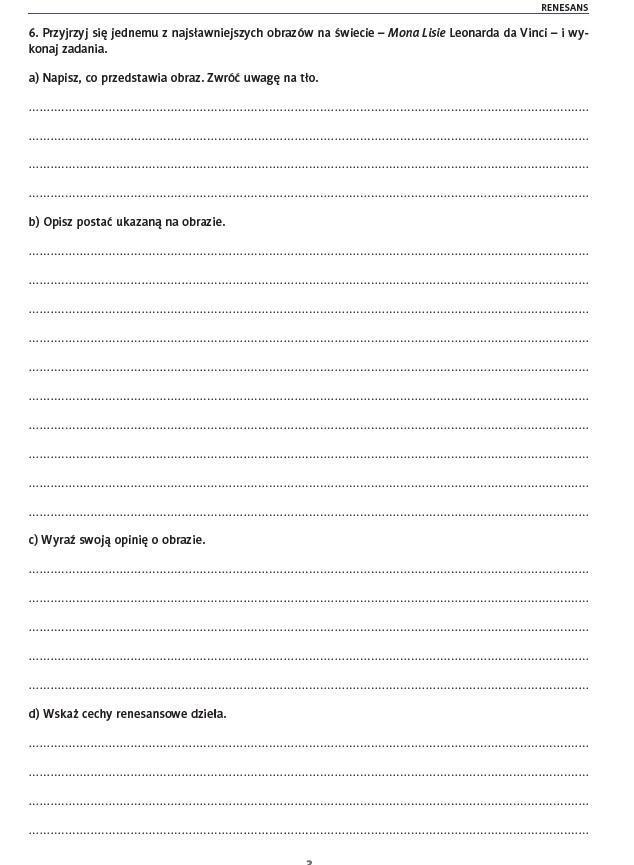 RENESANS
6. Przyjrzyj się jednemu z najsławniejszych obrazów na świecie – Mona Lisie Leonarda da Vinci – i wy-
konaj zadania.
a) Napisz, co przedstawia obraz. Zwróć uwagę na tło.
b) Opisz postać ukazaną na obrazie.
c) Wyraź swoją opinię o obrazie.
d) Wskaż cechy renesansowe dzieła.